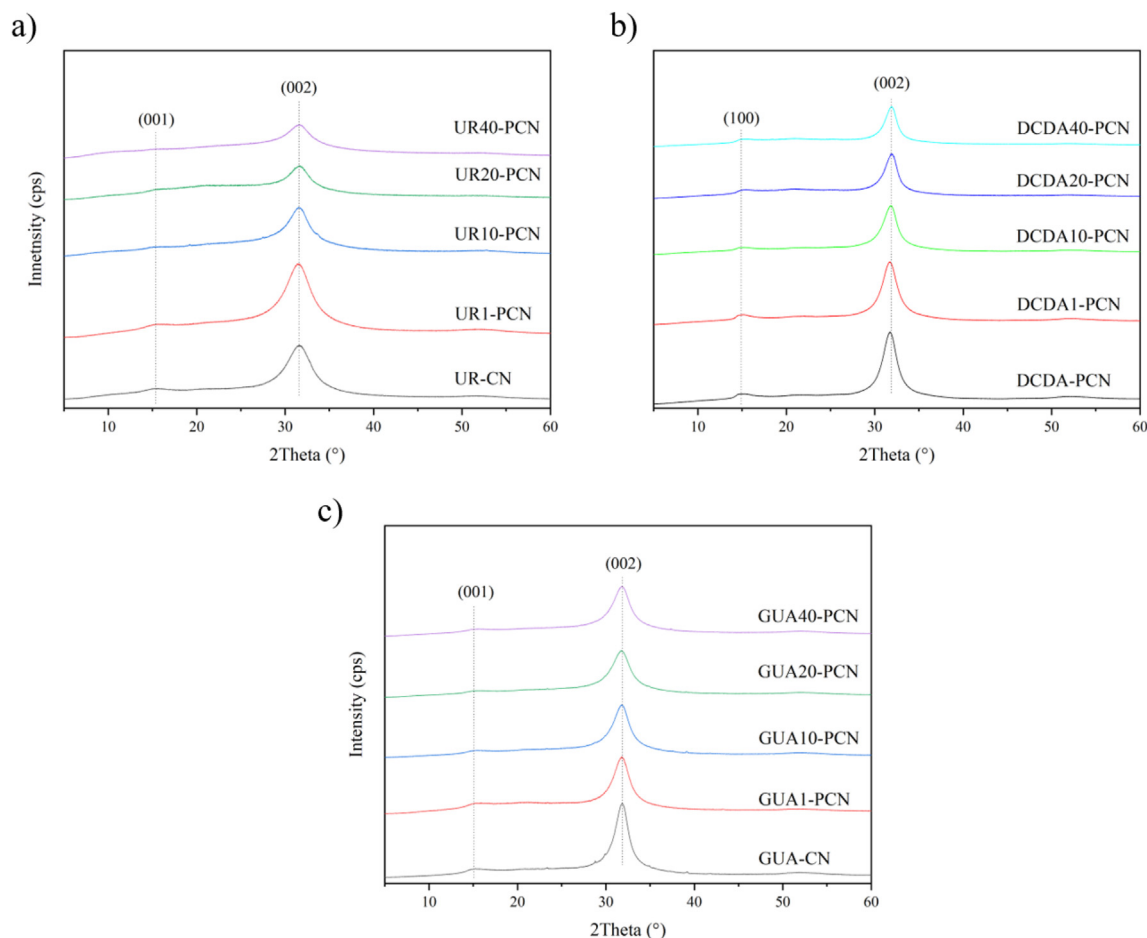 a)
(002)
(001)
UR40-PCN
UR20-PCN
UR10-PCN
UR1-PCN
UR-CN
Innetnsity (cps)
10 20 30 40 50 60
2Theta (°)
b)
(002)
(100)
DCDA40-PCN
DCDA20-PCN
DCDA10-PCN
DCDA1-PCN
DCDA-PCN
Intensity (cps)
10 20 30 40 50 60
2Theta (°)
c)
(002)
(001)
GUA40-PCN
GUA20-PCN
GUA10-PCN
GUA1-PCN
GUA-CN
Intensity (cps)
10 20 30 40 50 60
2Theta (°)